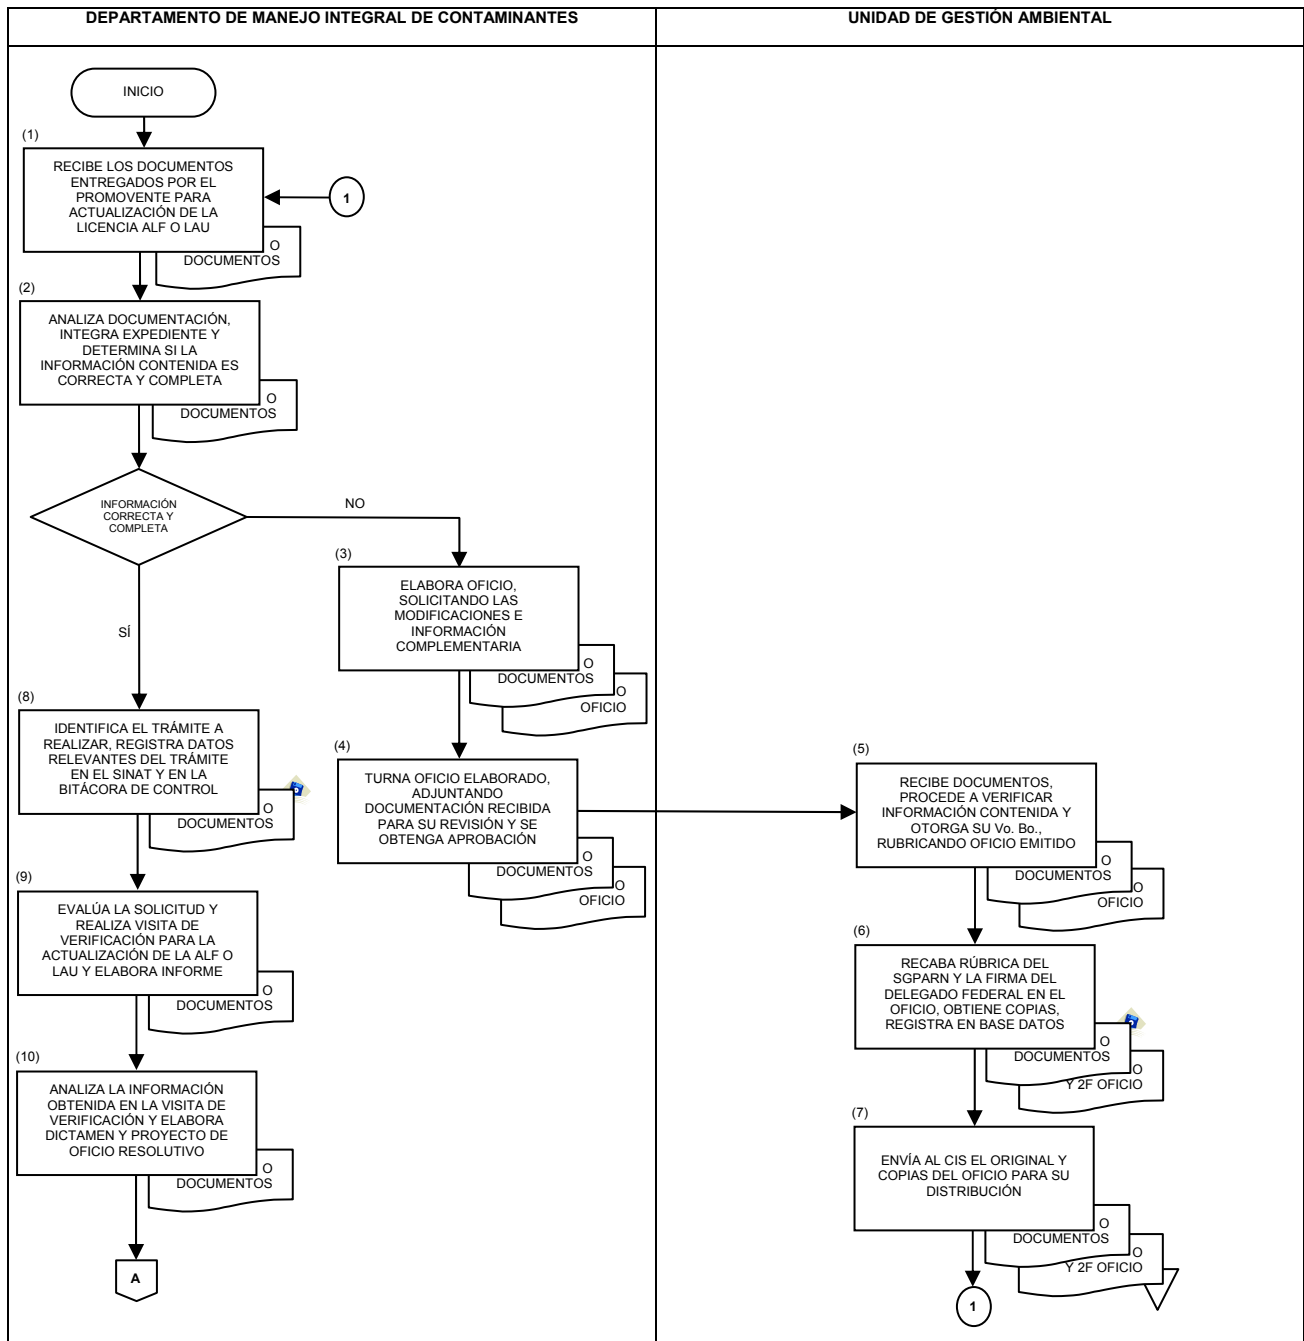 DEPARTAMENTO DE MANEJO INTEGRAL DE CONTAMINANTES
UNIDAD DE GESTIÓN AMBIENTAL
INICIO
(1)
RECIBE LOS DOCUMENTOS
ENTREGADOS POR EL
PROMOVENTE PARA
ACTUALIZACIÓN DE LA
LICENCIA ALF O LAU
1
O
DOCUMENTOS
(2)
ANALIZA DOCUMENTACIÓN,
INTEGRA EXPEDIENTE Y
DETERMINA SI LA
INFORMACIÓN CONTENIDA ES
CORRECTA Y COMPLETA
O
DOCUMENTOS
INFORMACIÓN
CORRECTA Y
COMPLETA
NO
SÍ
(3)
ELABORA OFICIO,
SOLICITANDO LAS
MODIFICACIONES E
INFORMACIÓN
COMPLEMENTARIA
O
DOCUMENTOS
O
OFICIO
(4)
TURNA OFICIO ELABORADO,
ADJUNTANDO
DOCUMENTACIÓN RECIBIDA
PARA SU REVISIÓN Y SE
OBTENGA APROBACIÓN
O
DOCUMENTOS
O
OFICIO
(5)
RECIBE DOCUMENTOS,
PROCEDE A VERIFICAR
INFORMACIÓN CONTENIDA Y
OTORGA SU Vo. Bo.,
RUBRICANDO OFICIO EMITIDO
O
DOCUMENTOS
O
OFICIO
(6)
RECABA RÚBRICA DEL
SGPARN Y LA FIRMA DEL
DELEGADO FEDERAL EN EL
OFICIO, OBTIENE COPIAS,
REGISTRA EN BASE DATOS
O
DOCUMENTOS
O
Y 2F OFICIO
(7)
ENVÍA AL CIS EL ORIGINAL Y
COPIAS DEL OFICIO PARA SU
DISTRIBUCIÓN
O
DOCUMENTOS
O
Y 2F OFICIO
1
(8)
IDENTIFICA EL TRÁMITE A
REALIZAR, REGISTRA DATOS
RELEVANTES DEL TRÁMITE
EN EL SINAT Y EN LA
BITÁCORA DE CONTROL
O
DOCUMENTOS
(9)
EVALÚA LA SOLICITUD Y
REALIZA VISITA DE
VERIFICACIÓN PARA LA
ACTUALIZACIÓN DE LA ALF O
LAU Y ELABORA INFORME
O
DOCUMENTOS
(10)
ANALIZA LA INFORMACIÓN
OBTENIDA EN LA VISITA DE
VERIFICACIÓN Y ELABORA
DICTAMEN Y PROYECTO DE
OFICIO RESOLUTIVO
O
DOCUMENTOS
A